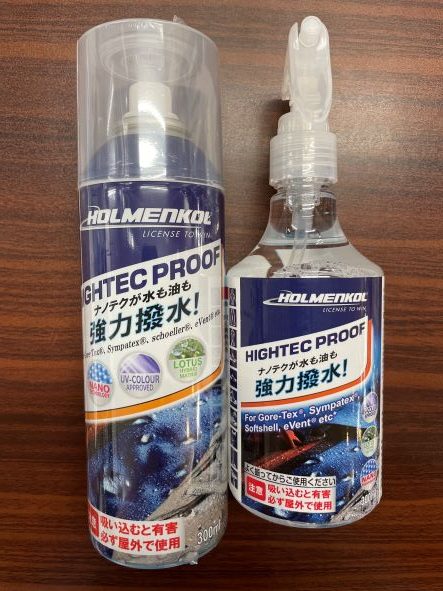 HOLMENKOL
LICENSE TO WIN
HIGHTEC PROOF
ナノテクが水も油も
強力撥水!
Sympatex®, schoeller®, eVent®
NANO
TECHNOLOGY
UV-COLOUR
APPROVED
LOTUS
注意
吸い込むと有害
必ず屋外で使用
300ml
HOLMENKOL
LICENSE TO WIN
HIGHTEC PROOF
ナノテクが水も油も
強力撥水!
For Gore-Tex®, Sympatex®
Softshell, eVent® etc
よく振ってからご使用ください
注意
吸い込むと有害
必ず屋外で使用
NANO